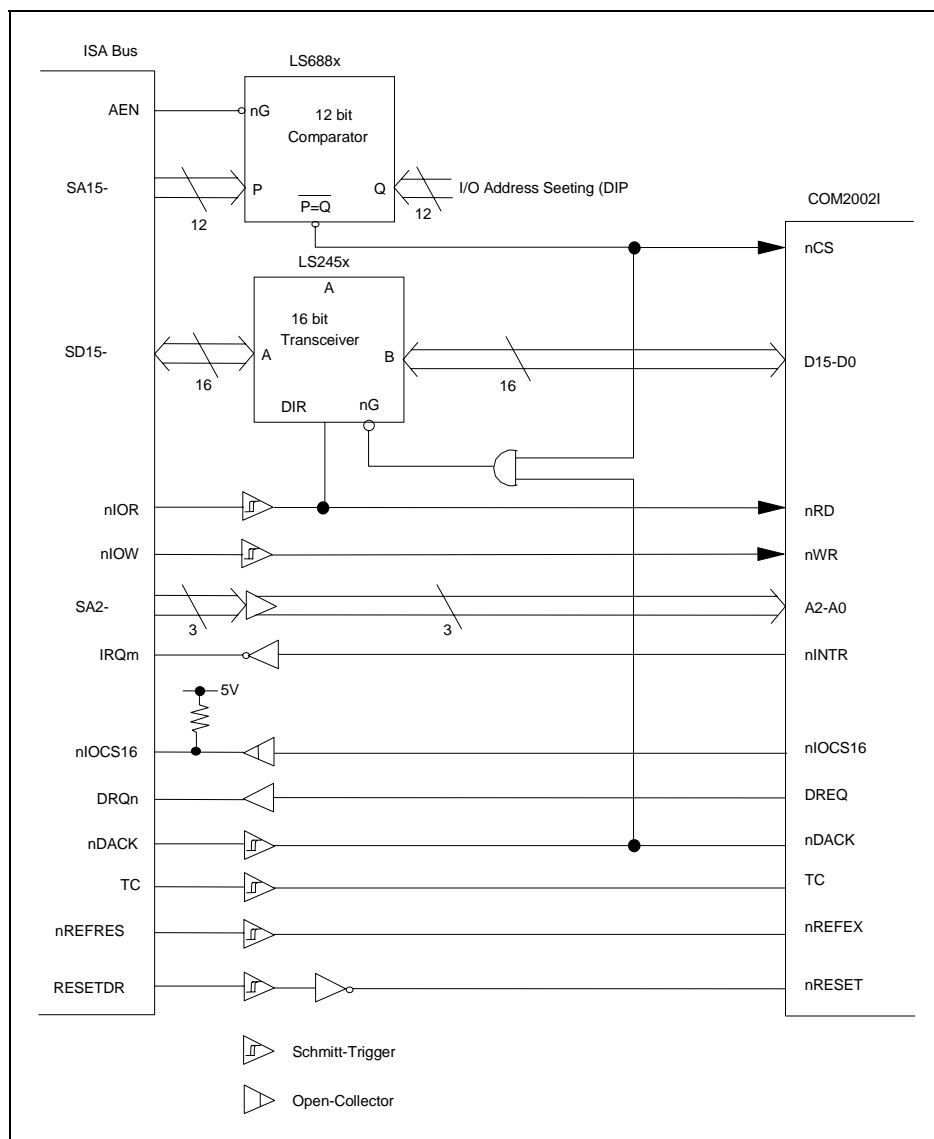 ISA Bus
LS688x
AEN
nG
12 bit
Comparator
SA15-
P
Q
I/O Address Seeting (DIP
12
P=Q
12
COM2002I
nCS
LS245x
A
16 bit
Transceiver
SD15-
A
B
D15-D0
16
16
DIR
nG
nIOR
nRD
nIOW
nWR
SA2-
A2-A0
3
3
IRQm
nINTR
5V
nIOCS16
nIOCS16
DRQn
DREQ
nDACK
nDACK
TC
TC
nREFRES
nREFEX
RESETDR
nRESET
Schmitt-Trigger
Open-Collector